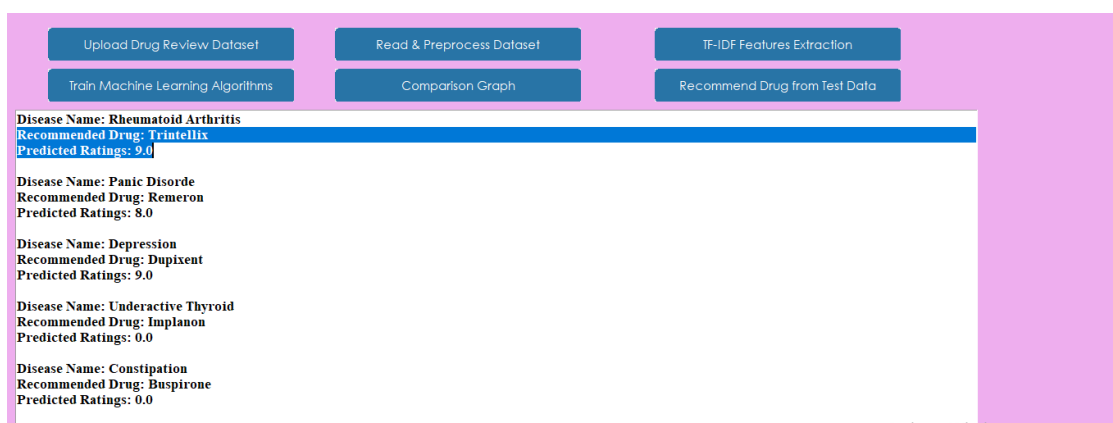 Upload Drug Review Dataset
Read & Preprocess Dataset
TF-IDF Features Extraction
Train Machine Learning Algorithms
Comparison Graph
Recommend Drug from Test Data
Disease Name: Rheumatoid Arthritis
Recommended Drug: Trintellix
Predicted Ratings: 9.0
Disease Name: Panic Disorde
Recommended Drug: Remeron
Predicted Ratings: 8.0
Disease Name: Depression
Recommended Drug: Dupixent
Predicted Ratings: 9.0
Disease Name: Underactive Thyroid
Recommended Drug: Implanon
Predicted Ratings: 0.0
Disease Name: Constipation
Recommended Drug: Buspirone
Predicted Ratings: 0.0